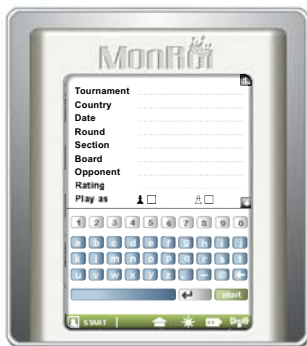 MonRoi
Tournament
Country
Date
Round
Section
Board
Opponent
Rating
Play as
1 2 3 4 5 6 7 8 9 0
a b c d e f g h i j
k l m n o p q r s t
u v w x y z
start
START